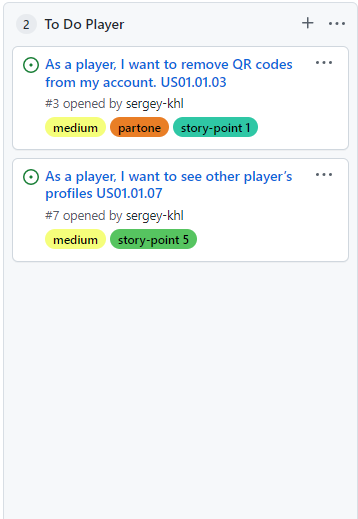 2 To Do Player
As a player, I want to remove QR codes
from my account. US01.01.03
#3 opened by sergey-khl
medium partone story-point 1
As a player, I want to see other player’s
profiles US01.01.07
#7 opened by sergey-khl
medium story-point 5